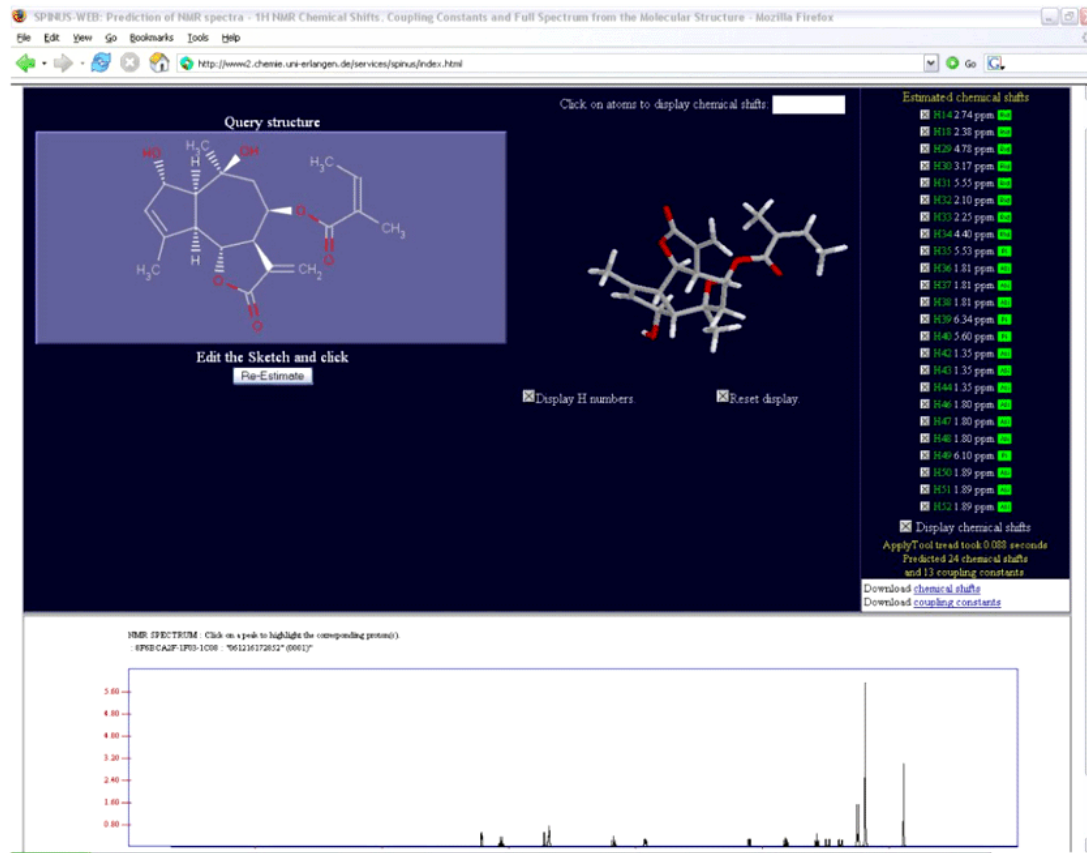 SPINUS-WEB: Prediction of NMR spectra - 1H NMR Chemical Shifts, Coupling Constants and Full Spectrum from the Molecular Structure - Mozilla Firefox
File Edit View Go Bookmarks Tools Help
http://www2.chemie.uni-erlangen.de/services/spinus/index.html
Go
G
Query structure
Click on atoms to display chemical shifts:
HO
H3C
OH
H
H3C
O
CH3
H
O
H3C
CH2
O
O
Edit the Sketch and click
Re-Estimate
Display H numbers.
Reset display.
Estimated chemical shifts
H14 2.74 ppm
H18 2.38 ppm
H29 4.78 ppm
H30 3.17 ppm
H31 5.55 ppm
H32 2.10 ppm
H33 2.25 ppm
H34 4.40 ppm
H35 5.53 ppm
H36 1.81 ppm
H37 1.81 ppm
H38 1.81 ppm
H39 6.34 ppm
H40 5.60 ppm
H42 1.35 ppm
H43 1.35 ppm
H44 1.35 ppm
H46 1.80 ppm
H47 1.80 ppm
H48 1.80 ppm
H49 6.10 ppm
H50 1.89 ppm
H51 1.89 ppm
H52 1.89 ppm
Display chemical shifts
ApplyTool tread took 0.088 seconds
Predicted 24 chemical shifts
and 13 coupling constants
Download chemical shifts
Download coupling constants
NMR SPECTRUM : Click on a peak to highlight the corresponding proton(s).
5.60
4.80
4.00
3.20
2.40
1.60
0.80